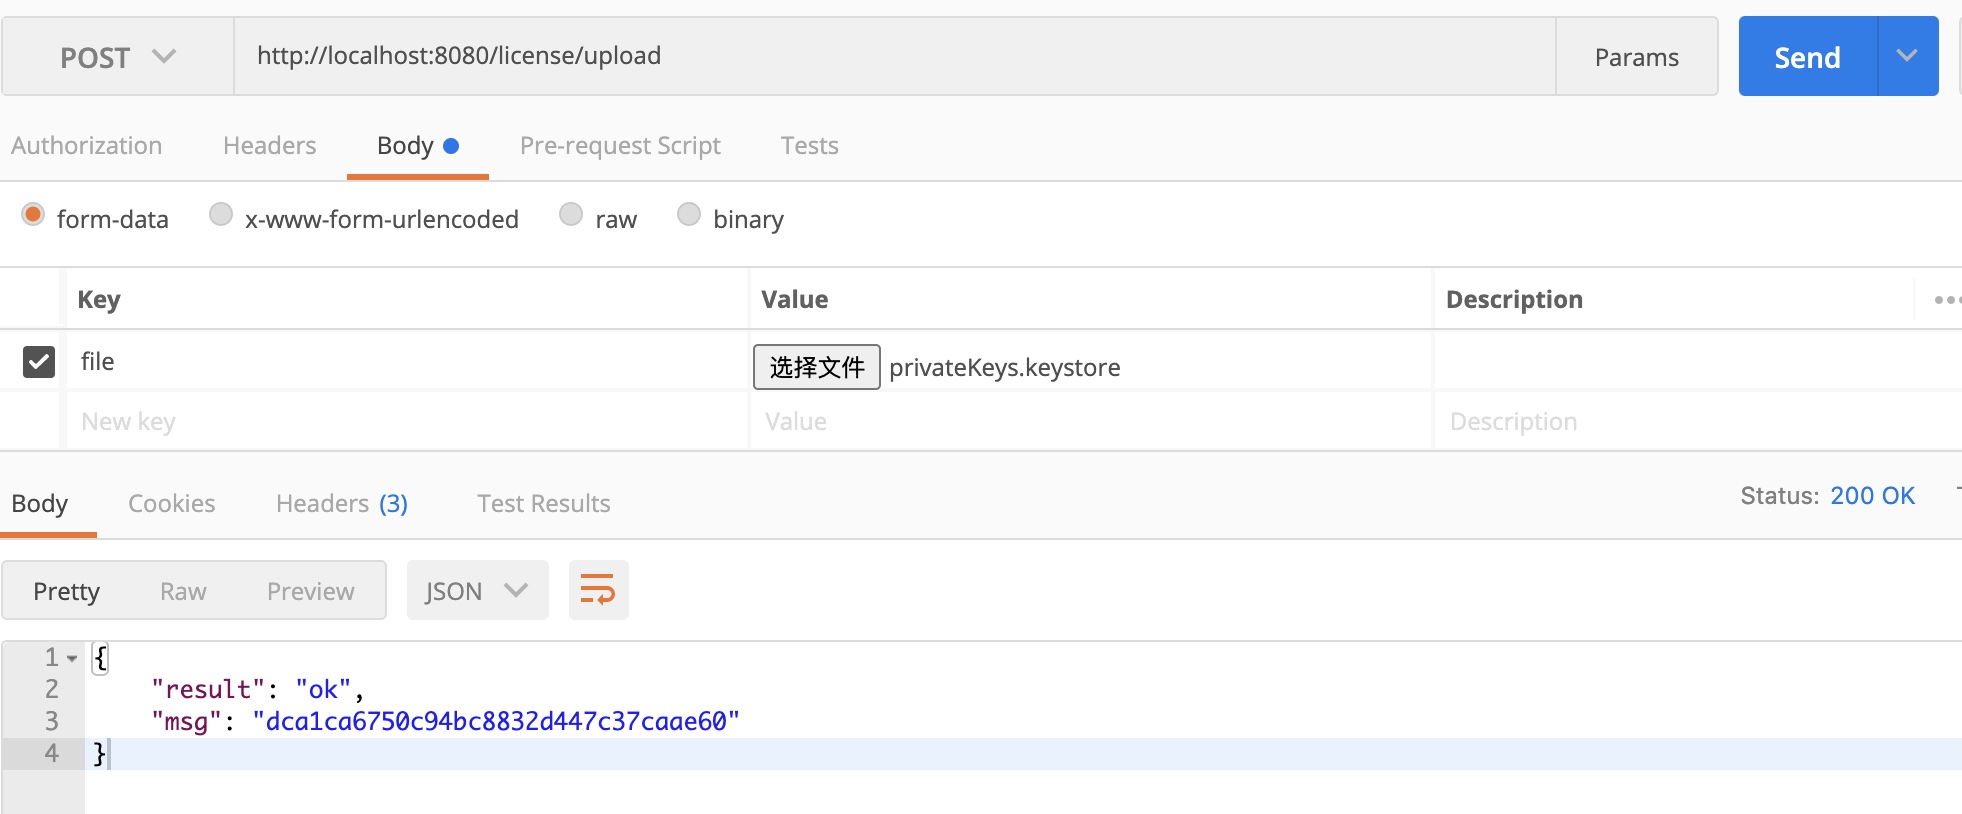 POST http://localhost:8080/license/upload Params Send
Authorization Headers Body Pre-request Script Tests
form-data x-www-form-urlencoded raw binary
Key Value Description
file 选择文件 privateKeys.keystore
New key Value Description
Body Cookies Headers (3) Test Results Status: 200 OK
Pretty Raw Preview JSON
1 {
2 "result": "ok",
3 "msg": "dca1ca6750c94bc8832d447c37caae60"
4 }